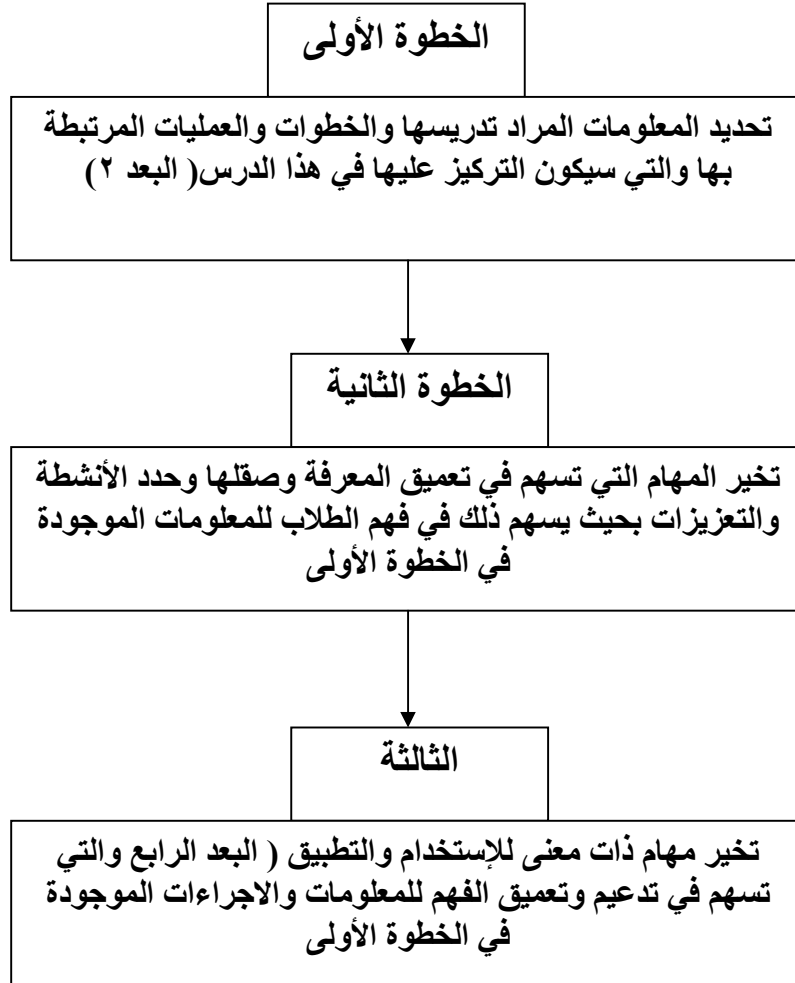 الخطوة الأولى
تحديد المعلومات المراد تدريسها والخطوات والعمليات المرتبطة
بها والتي سيكون التركيز عليها في هذا الدرس( البعد ٢)
الخطوة الثانية
تخير المهام التي تسهم في تعميق المعرفة وصقلها وحدد الأنشطة
والتعزيزات بحيث يسهم ذلك في فهم الطلاب للمعلومات الموجودة
في الخطوة الأولى
الثالثة
تخير مهام ذات معنى للإستخدام والتطبيق ( البعد الرابع والتي
تسهم في تدعيم وتعميق الفهم للمعلومات والاجراءات الموجودة
في الخطوة الأولى